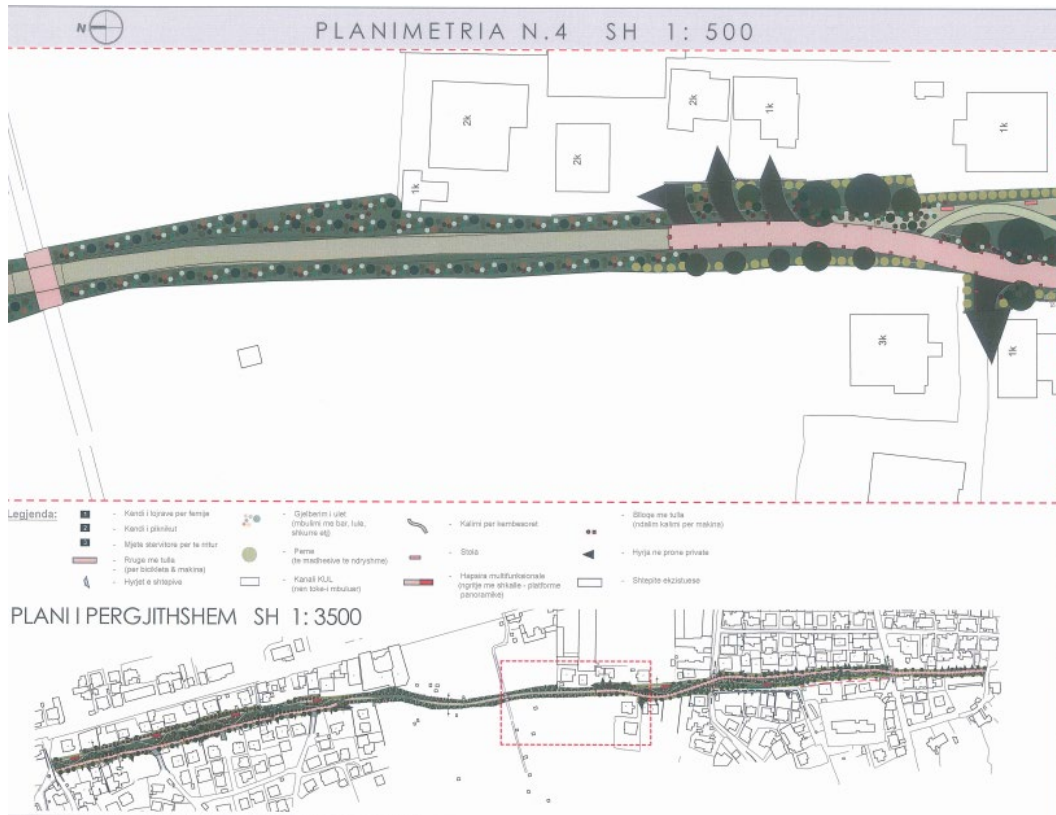 N
PLANIMETRIA N.4 SH 1: 500
2k
1k
2k
2k
1k
1k
3k
1k
Legjenda:
1 - Kendi i lojrave per femije
2 - Kendi i piknikut
3 - Mjete stervitore te rritur
- Rruge me tulla
(per bicikleta & makina)
- Hyrjet e shtepive
- Gjelberim i ulet
(mbulimi me bar, lule,
shkurre etj)
- Peme
(te madhesive te ndryshme)
- Kanali KUL
(nen toke-i mbuluar)
- Kalimi per kembesoret
- Stola
- Hapsira multifunksionale
(ngritje me shkalle - platforme
panoramike)
- Blloqe me tulla
(ndalim kalimi per makina)
- Hyrje ne prone private
- Shtepite ekzistuese
PLANI I PERGJITHSHEM SH 1: 3500